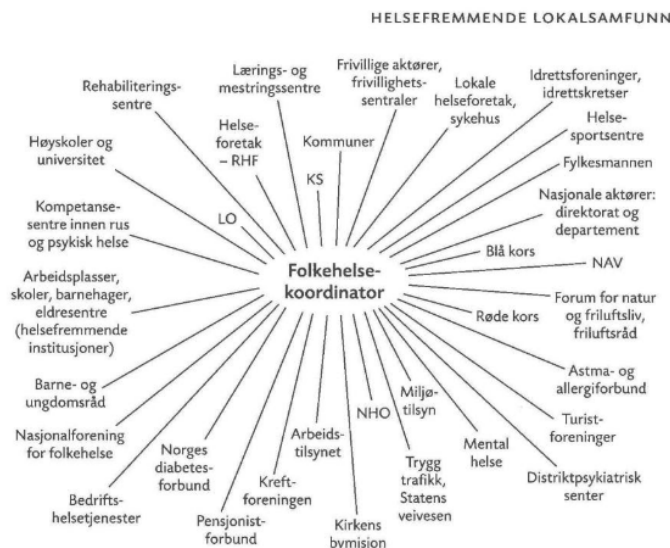 HELSEFREMMENDE LOKALSAMFUNN
Rehabiliterings-
sentre
Lærings- og
mestringssentre
Frivillige aktører,
frivillighets-
sentraler
Lokale
helseforetak,
sykehus
Idrettsforeninger,
idrettskretser
Helse-
sportsentre
Fylkesmannen
Høyskoler og
universitet
Helse-
foretak
– RHF
Kommuner
KS
LO
Nasjonale aktører:
direktorat og
departement
Kompetanse-
sentre innen rus
og psykisk helse
Blå kors
NAV
Folkehelse-
koordinator
Arbeidsplasser,
skoler, barnehager,
eldresentre
(helsefremmende
institusjoner)
Røde kors
Forum for natur
og friluftsliv,
friluftsråd
Astma- og
allergiforbund
Barne- og
ungdomsråd
Miljø-
tilsyn
NHO
Turist-
foreninger
Nasjonalforening
for folkehelse
Norges
diabetes-
forbund
Arbeids-
tilsynet
Mental
helse
Distriktpsykiatrisk
senter
Bedrifts-
helsetjenester
Pensjonist-
forbund
Kreft-
foreningen
Kirkens
bymisjon
Trygg
trafikk,
Statens
veivesen